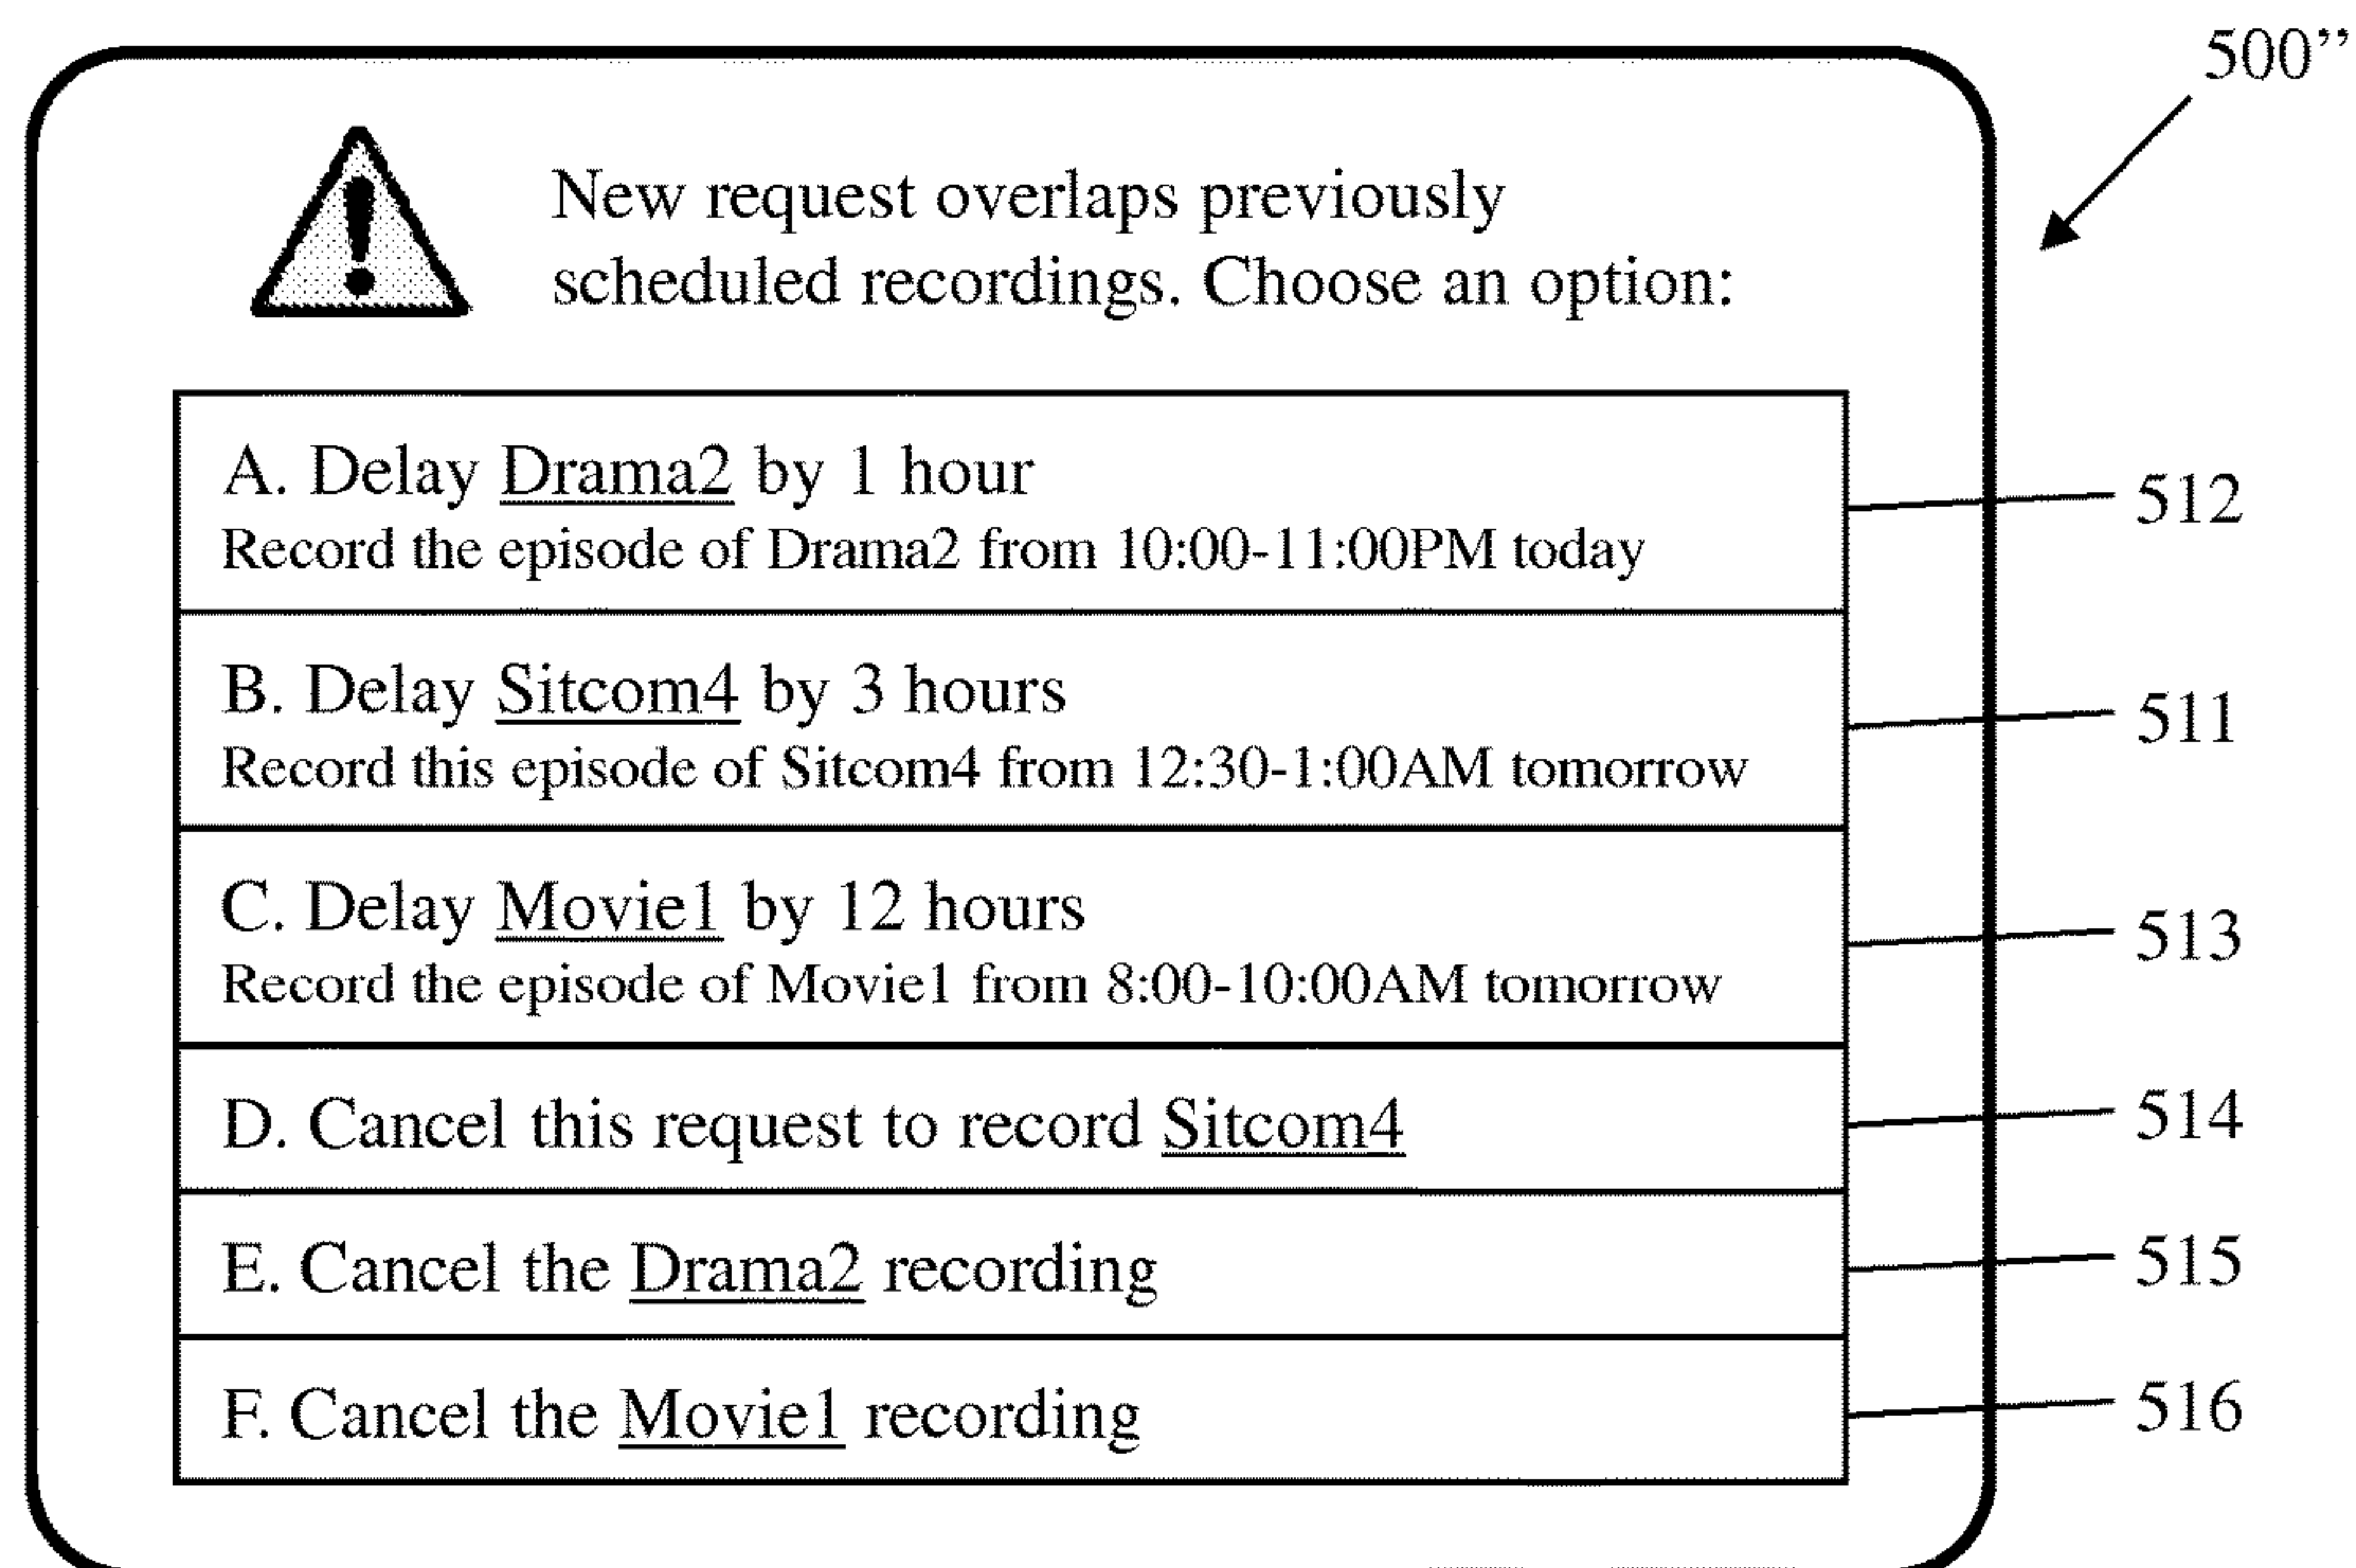 500”
New request overlaps previously
scheduled recordings. Choose an option:
A. Delay Drama2 by 1 hour
Record the episode of Drama2 from 10:00-11:00PM today
512
B. Delay Sitcom4 by 3 hours
Record this episode of Sitcom4 from 12:30-1:00AM tomorrow
511
C. Delay Movie1 by 12 hours
Record the episode of Movie1 from 8:00-10:00AM tomorrow
513
D. Cancel this request to record Sitcom4
514
E. Cancel the Drama2 recording
515
F. Cancel the Movie1 recording
516